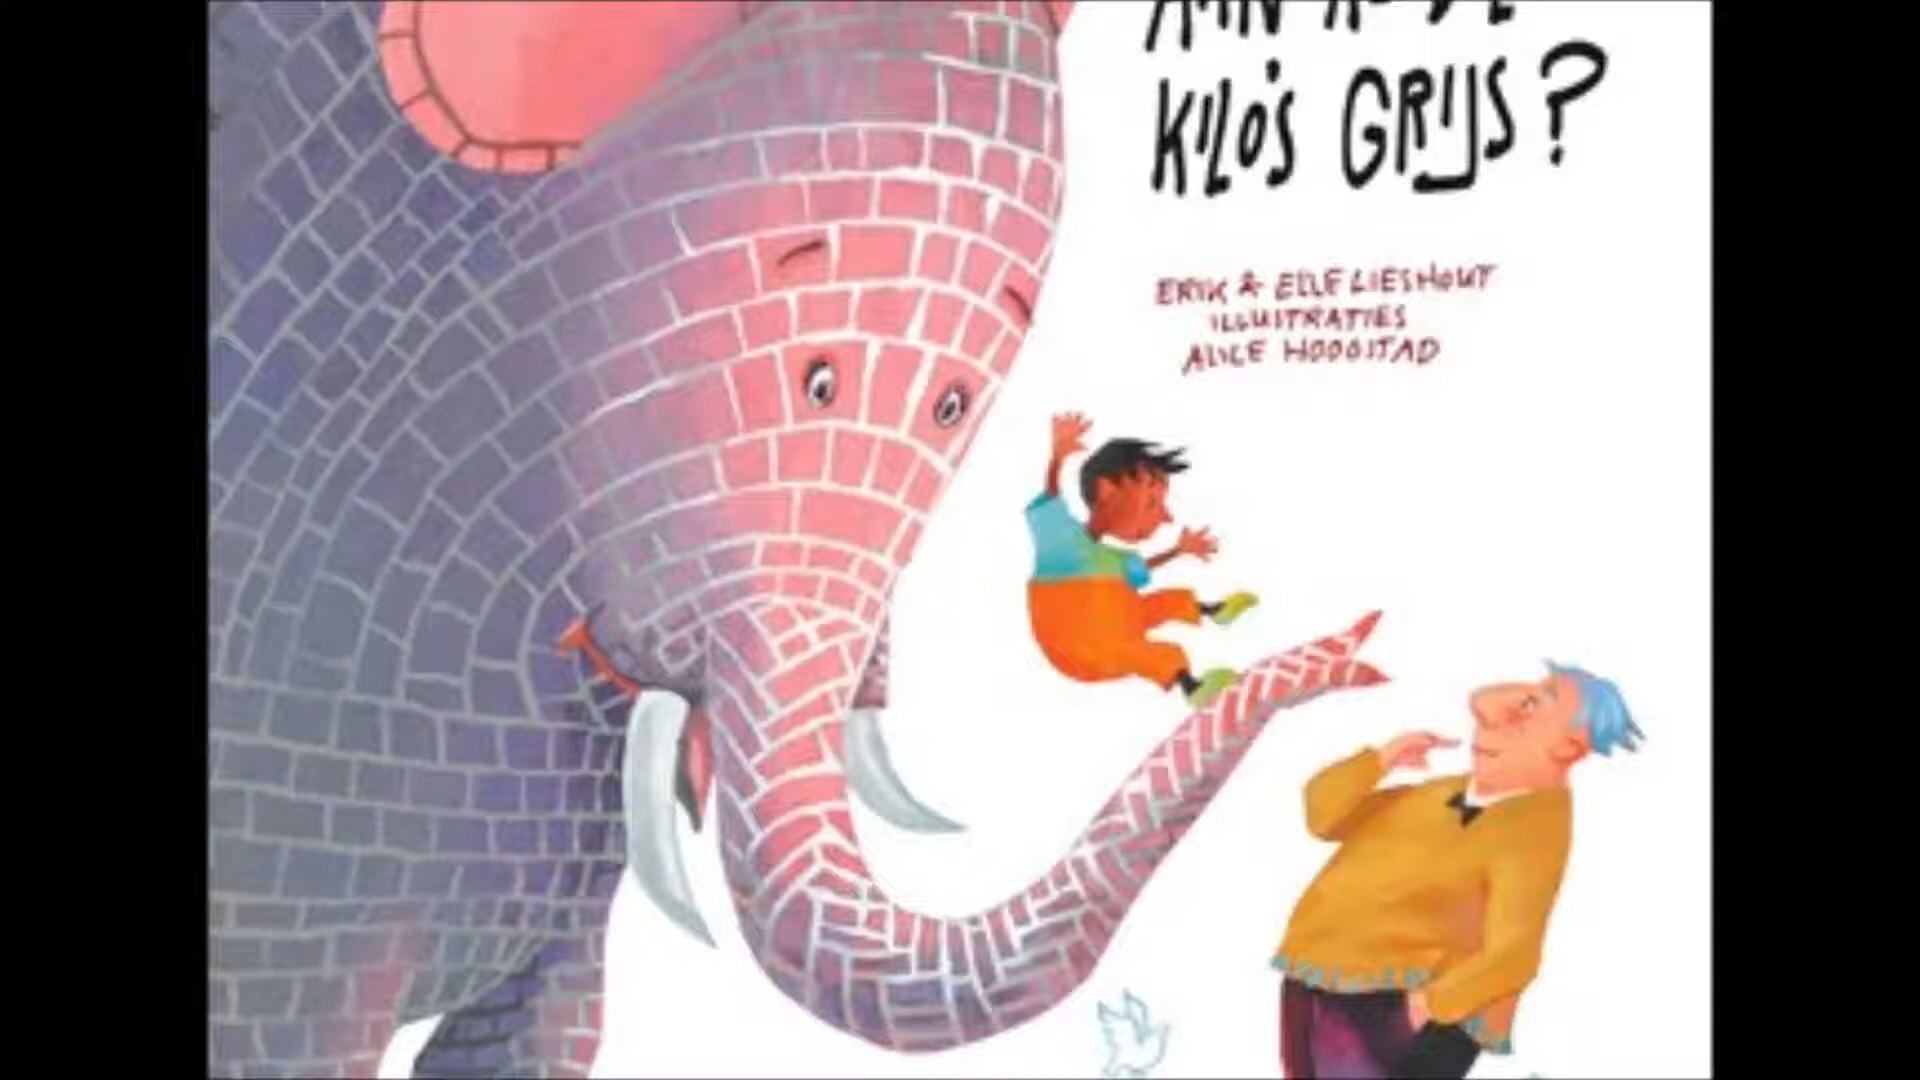 KILO'S GRIJS?
ERIK & ELLE LIESHOUT
ILLUSTRATIES
ALICE HOOGSTAD